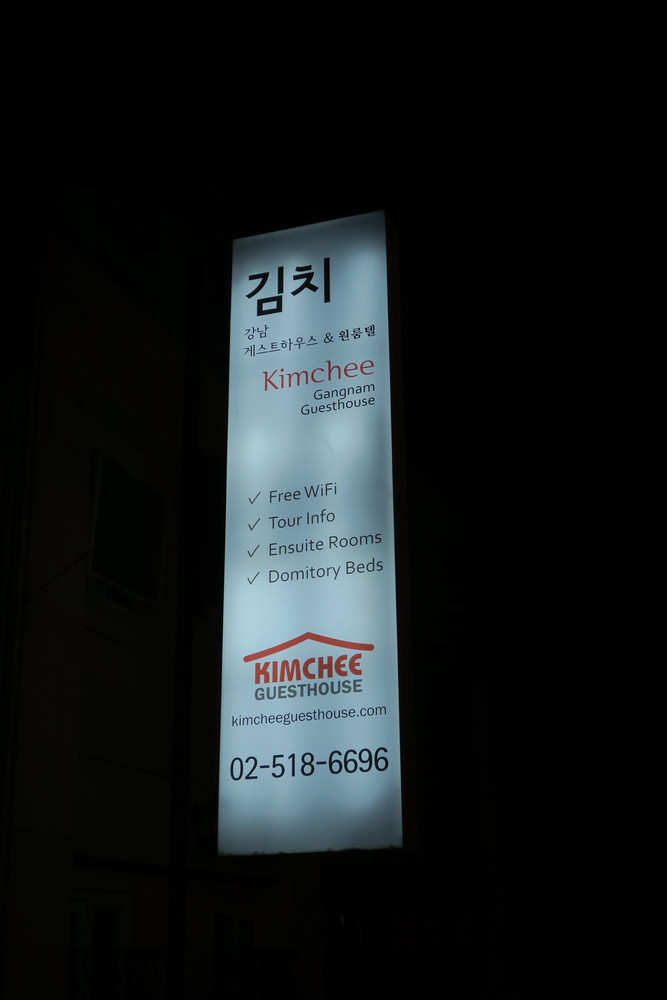 김치
강남
게스트하우스 & 원룸텔
Kimchee
Gangnam
Guesthouse
✓ Free WiFi
✓ Tour Info
✓ Ensuite Rooms
✓ Domitory Beds
KIMCHEE
GUESTHOUSE
kimcheeguesthouse.com
02-518-6696